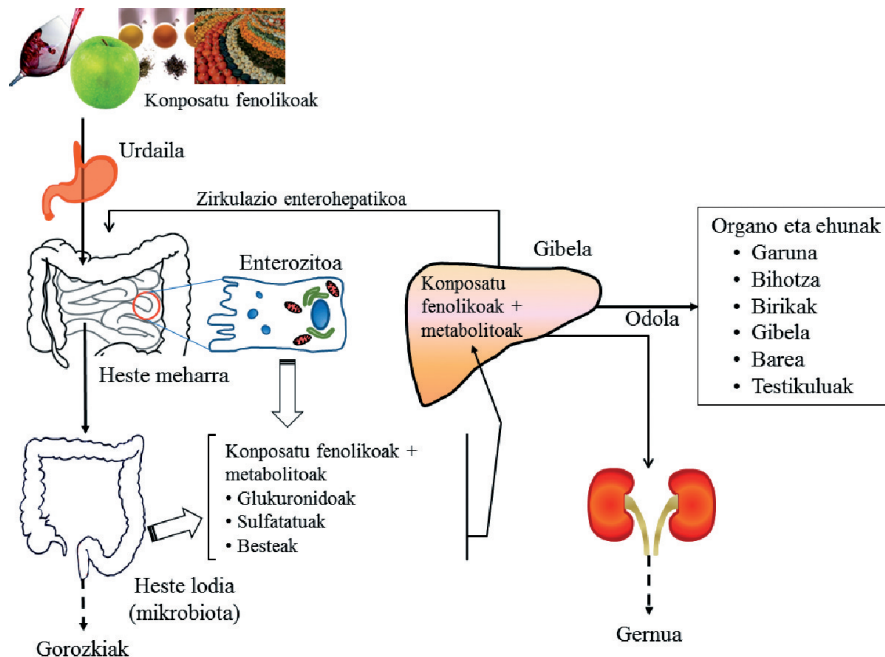 Konposatu fenolikoak
Urdaila
Zirkulazio enterohepatikoa
Gibela
Enterozitoa
Konposatu
fenolikoak +
metabolitoak
Odola
Organo eta ehunak
• Garuna
• Bihotza
• Birikak
• Gibela
• Barea
• Testikuluak
Heste meharra
Konposatu fenolikoak +
metabolitoak
• Glukuronidoak
• Sulfatatuak
• Besteak
Heste lodia
(mikrobiota)
Gorozkiak
Gernua